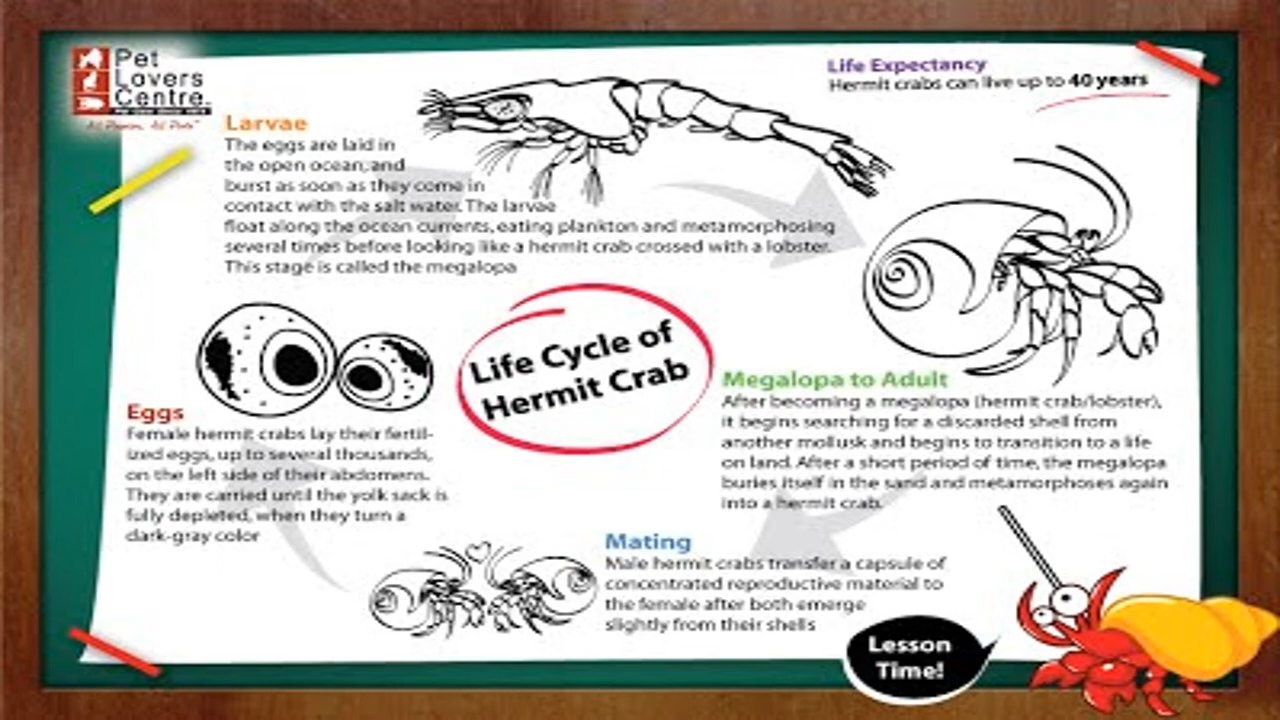 Pet
Lovers
Centre.
All Passion, All Pets™
Life Expectancy
Hermit crabs can live up to 40 years
Larvae
The eggs are laid in
the open ocean, and
burst as soon as they come in
contact with the salt water. The larvae
float along the ocean currents, eating plankton and metamorphosing
several times before looking like a hermit crab crossed with a lobster.
This stage is called the megalopa
Life Cycle of
Hermit Crab
Megalopa to Adult
After becoming a megalopa (hermit crab/lobster),
it begins searching for a discarded shell from
another mollusk and begins to transition to a life
on land. After a short period of time, the megalopa
buries itself in the sand and metamorphoses again
into a hermit crab.
Eggs
Female hermit crabs lay their fertil-
ized eggs, up to several thousands,
on the left side of their abdomens.
They are carried until the yolk sack is
fully depleted, when they turn a
dark-gray color
Mating
Male hermit crabs transfer a capsule of
concentrated reproductive material to
the female after both emerge
slightly from their shells
Lesson
Time!